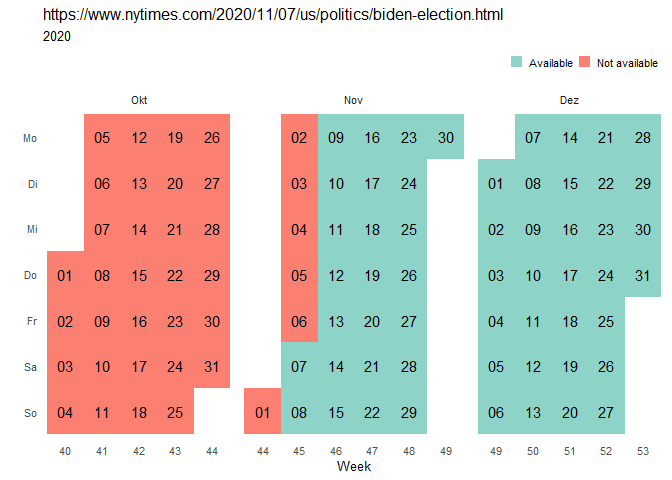 https://www.nytimes.com/2020/11/07/us/politics/biden-election.html
2020
Available Not available
Okt Nov Dez
Mo 05 12 19 26 02 09 16 23 30 07 14 21 28
Di 06 13 20 27 03 10 17 24 01 08 15 22 29
Mi 07 14 21 28 04 11 18 25 02 09 16 23 30
Do 01 08 15 22 29 05 12 19 26 03 10 17 24 31
Fr 02 09 16 23 30 06 13 20 27 04 11 18 25
Sa 03 10 17 24 31 07 14 21 28 05 12 19 26
So 04 11 18 25 01 08 15 22 29 06 13 20 27
40 41 42 43 44 44 45 46 47 48 49 49 50 51 52 53
Week